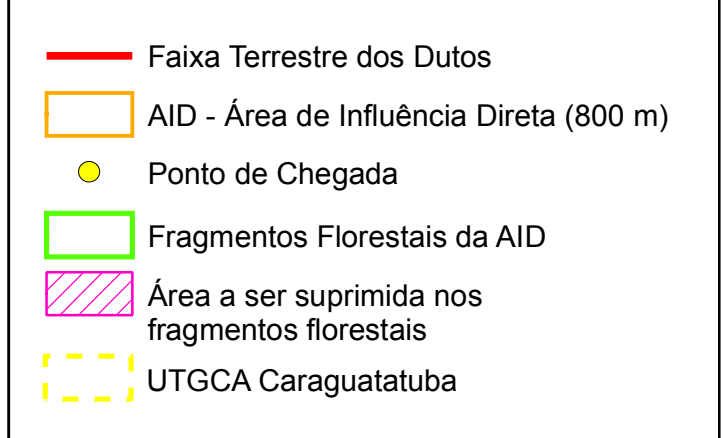 Faixa Terrestre dos Dutos
AID - Área de Influência Direta (800 m)
Ponto de Chegada
Fragmentos Florestais da AID
Área a ser suprimida nos
fragmentos florestais
UTGCA Caraguatatuba